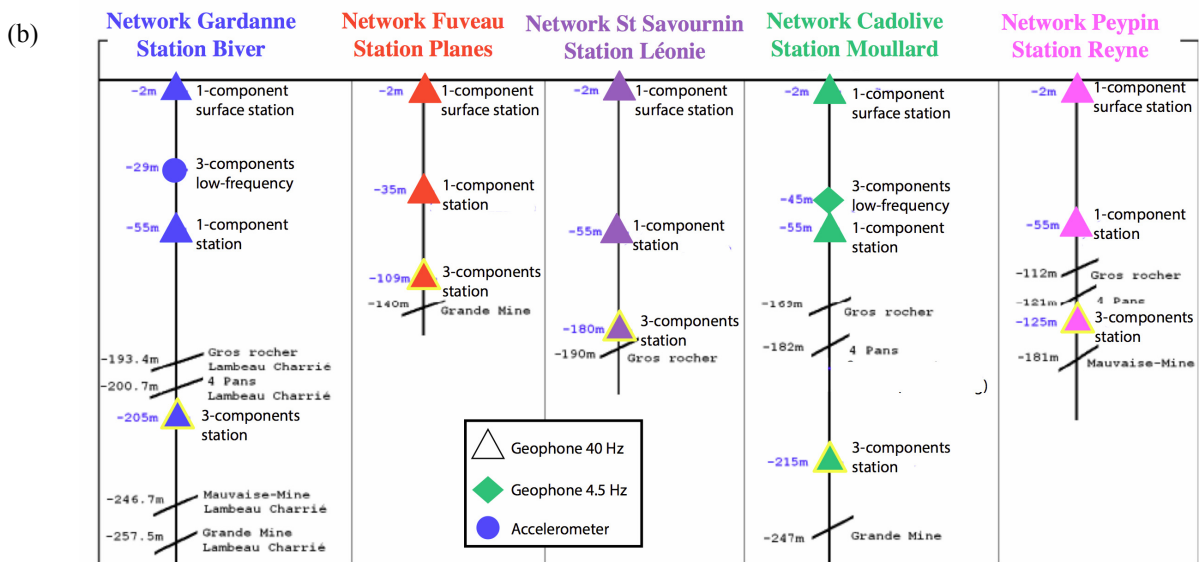 (b)
Network Gardanne
Station Biver
-2m
1-component
surface station
-29m
3-components
low-frequency
-55m
1-component
station
-193.4m
Gros rocher
Lambeau Charrié
-200.7m
4 Pans
Lambeau Charrié
-205m
3-components
station
-246.7m
Mauvaise-Mine
Lambeau Charrié
-257.5m
Grande Mine
Lambeau Charrié
Network Fuveau
Station Planes
-2m
1-component
surface station
-35m
1-component
station
-109m
3-components
station
-140m
Grande Mine
Network St Savournin
Station Léonie
-2m
1-component
surface station
-55m
1-component
station
-180m
3-components
station
-190m
Gros rocher
Network Cadolive
Station Moullard
-2m
1-component
surface station
-45m
3-components
low-frequency
-55m
1-component
station
-169m
Gros rocher
-182m
4 Pans
-215m
3-components
station
-247m
Grande Mine
Network Peypin
Station Reyne
-2m
1-component
surface station
-55m
1-component
station
-112m
Gros rocher
-121m
4 Pans
-125m
3-components
station
-181m
Mauvaise-Mine
Geophone 40 Hz
Geophone 4.5 Hz
Accelerometer